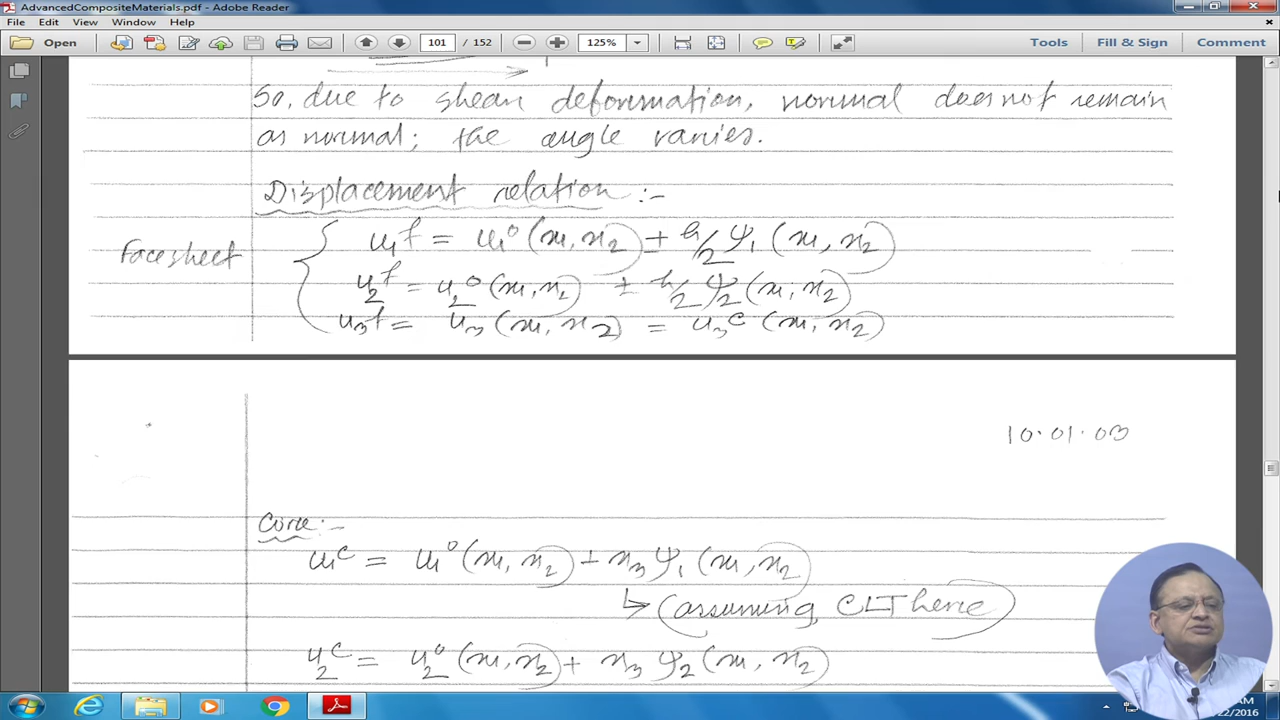 AdvancedCompositeMaterials.pdf - Adobe Reader
File Edit View Window Help
Open 101 / 152 125% Tools Fill & Sign Comment
So, due to shear deformation, normal does not remain
as normal; the angle varies.
Displacement relation :-
Facesheet
u₁ᶠ = u₁⁰ (x₁, x₂) ± h/2 ψ₁ (x₁, x₂)
u₂ᶠ = u₂⁰ (x₁, x₂) ± h/2 ψ₂ (x₁, x₂)
u₃ᶠ = u₃ (x₁, x₂) = u₃ᶜ (x₁, x₂)
10.01.03
Core:-
u₁ᶜ = u₁⁰ (x₁, x₂) + x₃ ψ₁ (x₁, x₂)
↳ (assuming CLT here)
u₂ᶜ = u₂⁰ (x₁, x₂) + x₃ ψ₂ (x₁, x₂)